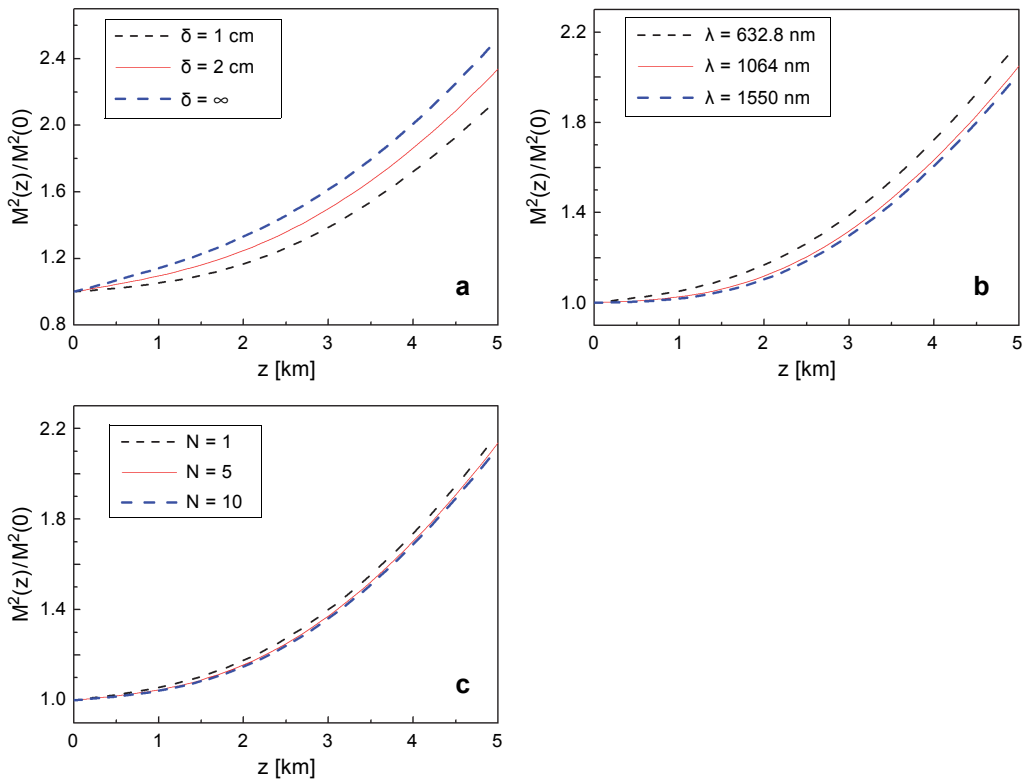 2.4
2.0
1.6
1.2
0.8
M²(z)/M²(0)
δ = 1 cm
δ = 2 cm
δ = ∞
a
0 1 2 3 4 5
z [km]
2.2
1.8
1.4
1.0
M²(z)/M²(0)
λ = 632.8 nm
λ = 1064 nm
λ = 1550 nm
b
0 1 2 3 4 5
z [km]
2.2
1.8
1.4
1.0
M²(z)/M²(0)
N = 1
N = 5
N = 10
c
0 1 2 3 4 5
z [km]